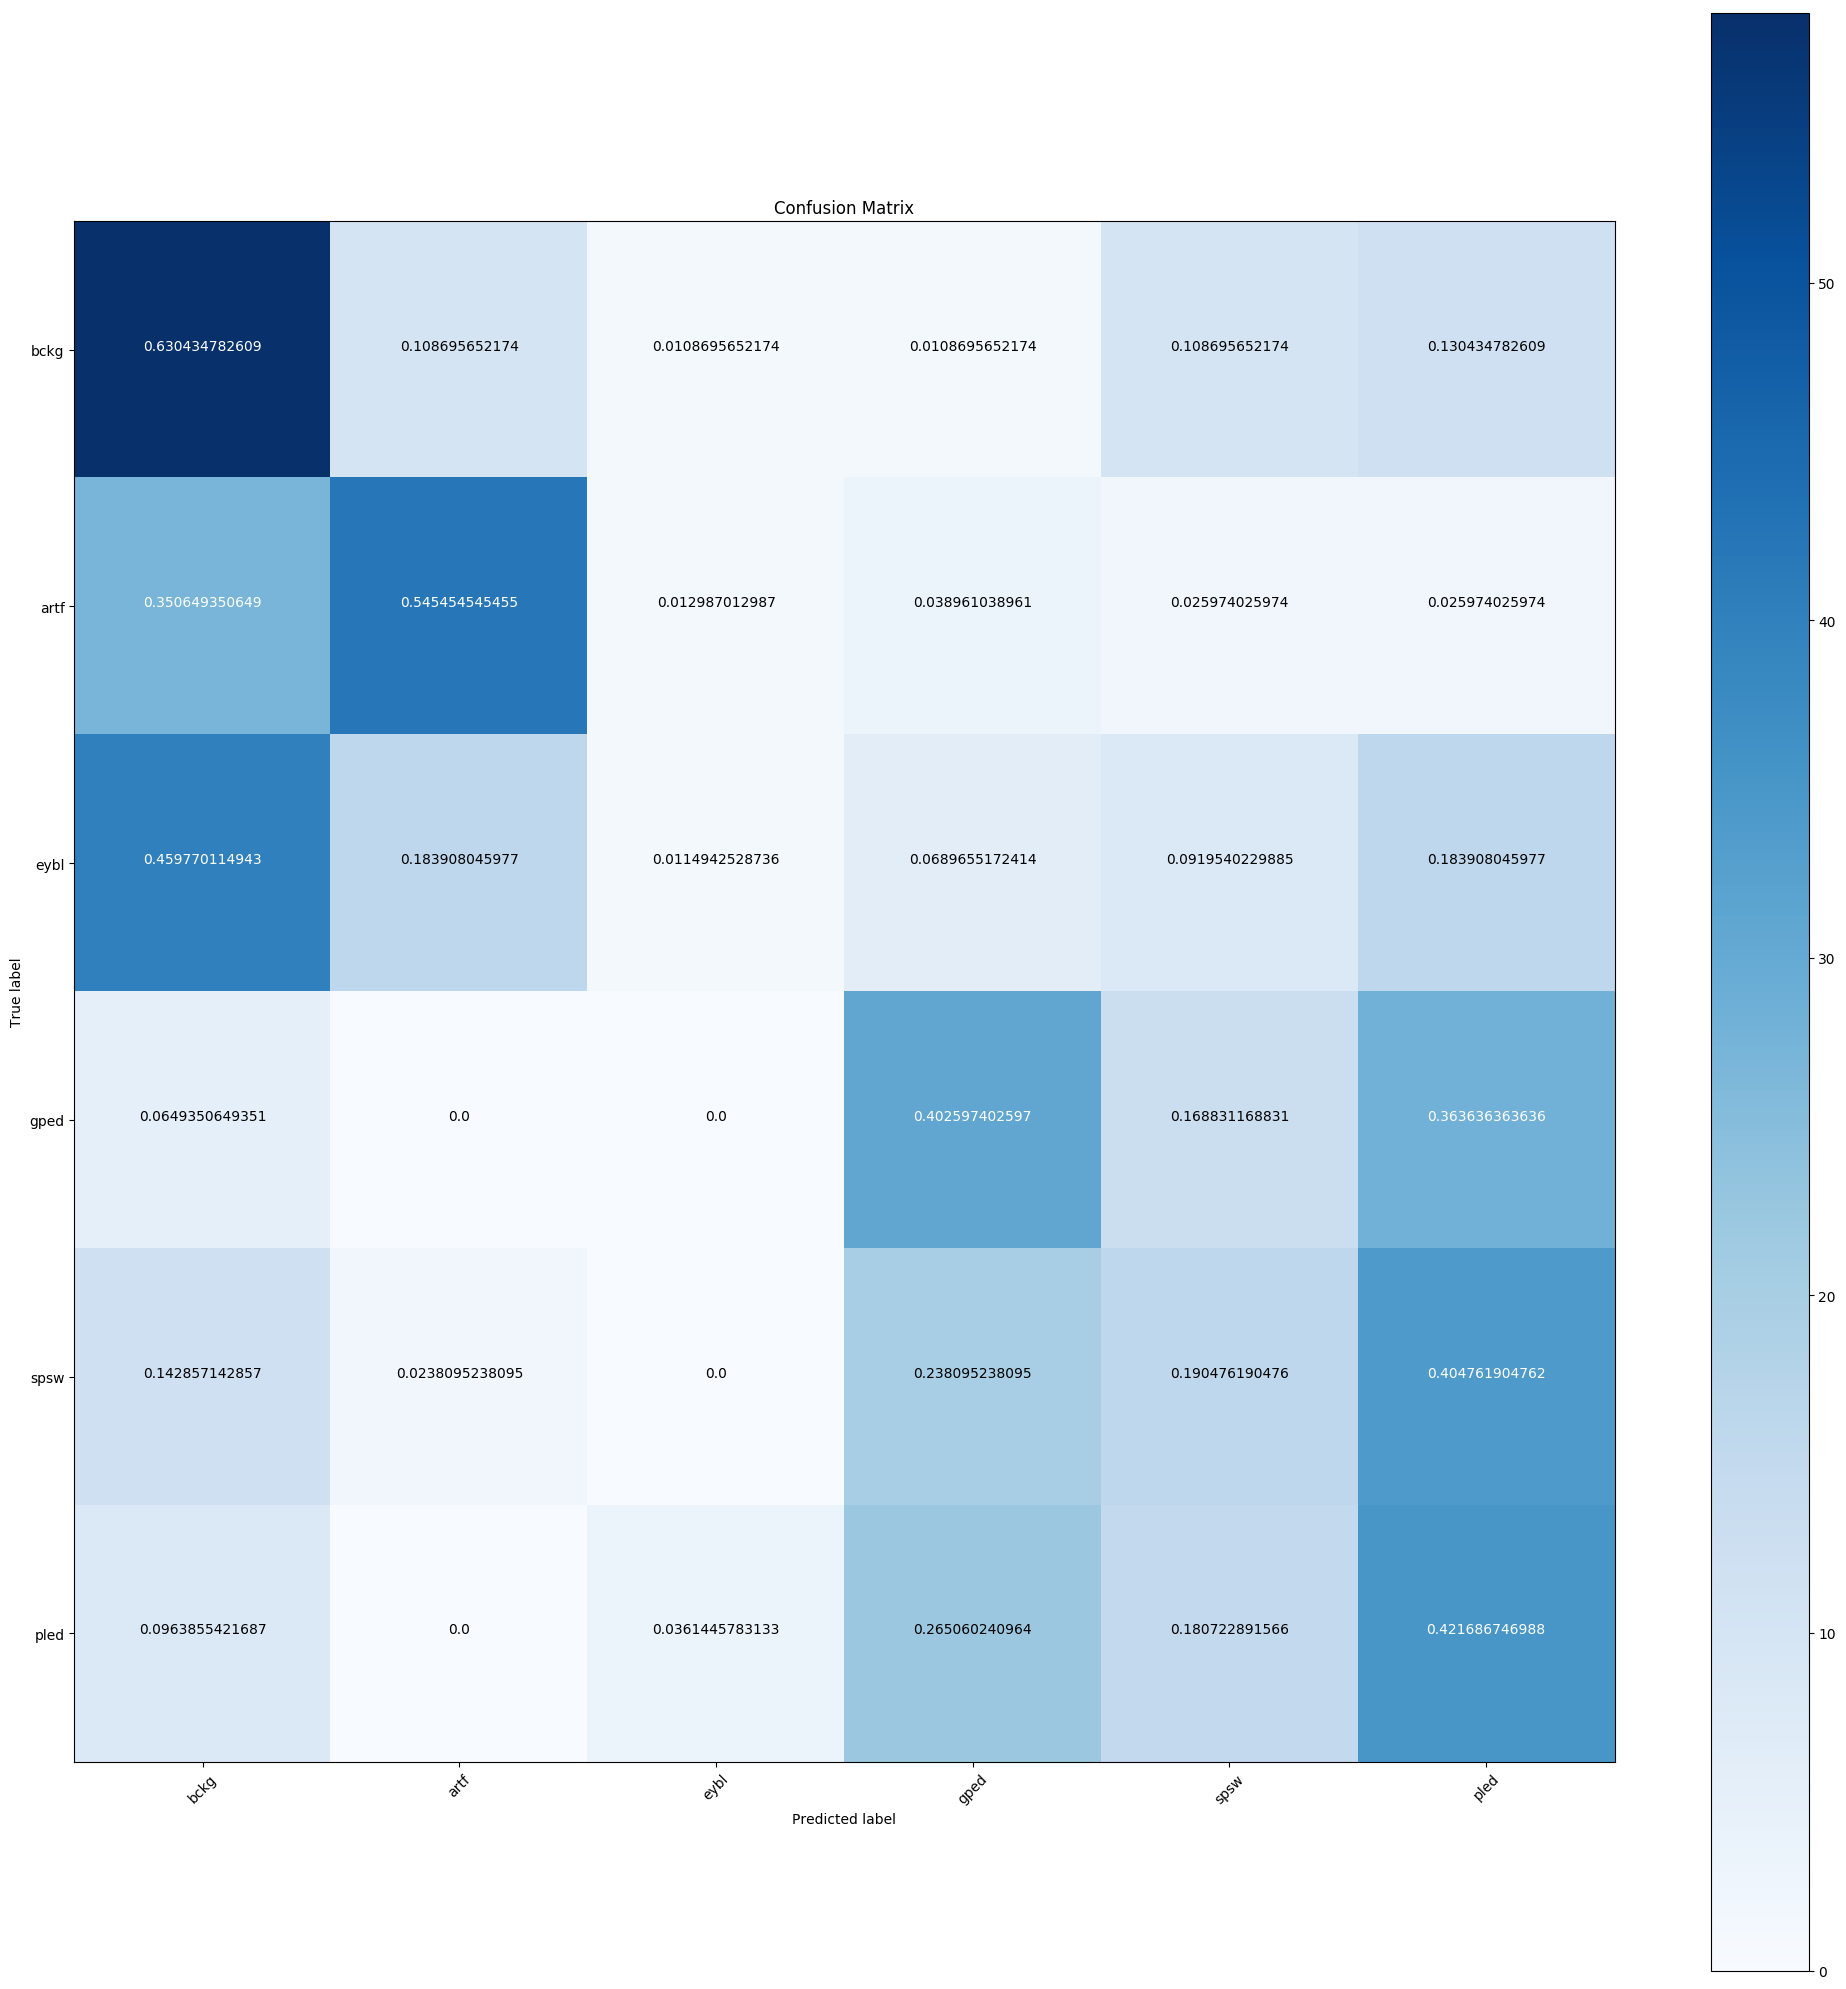 Confusion Matrix
bckg 0.630434782609 0.108695652174 0.0108695652174 0.0108695652174 0.108695652174 0.130434782609
artf 0.350649350649 0.545454545455 0.012987012987 0.038961038961 0.025974025974 0.025974025974
eybl 0.459770114943 0.183908045977 0.0114942528736 0.0689655172414 0.0919540229885 0.183908045977
True label
gped 0.0649350649351 0.0 0.0 0.402597402597 0.168831168831 0.363636363636
spsw 0.142857142857 0.0238095238095 0.0 0.238095238095 0.190476190476 0.404761904762
pled 0.0963855421687 0.0 0.0361445783133 0.265060240964 0.180722891566 0.421686746988
bckg artf eybl gped spsw pled
Predicted label
50
40
30
20
10
0